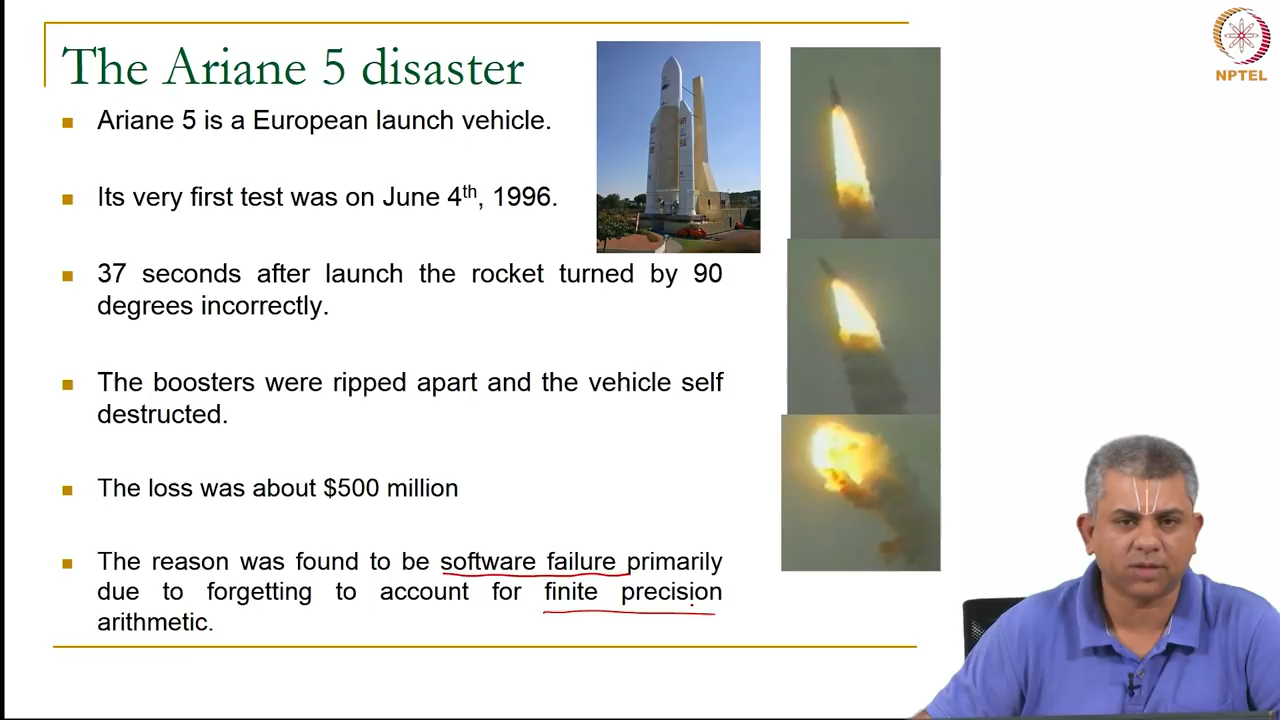 The Ariane 5 disaster
Ariane 5 is a European launch vehicle.
Its very first test was on June 4th, 1996.
37 seconds after launch the rocket turned by 90
degrees incorrectly.
The boosters were ripped apart and the vehicle self
destructed.
The loss was about $500 million
The reason was found to be software failure primarily
due to forgetting to account for finite precision
arithmetic.
NPTEL